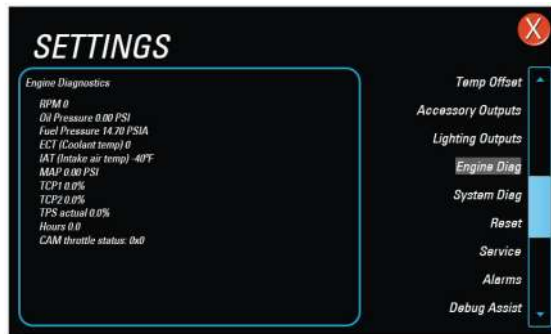 SETTINGS
X
Engine Diagnostics
RPM 0
Oil Pressure 0.00 PSI
Fuel Pressure 14.70 PSIA
ECT (Coolant temp) 0
IAT (Intake air temp) -40°F
MAP 0.00 PSI
TCP1 0.0%
TCP2 0.0%
TPS actual 0.0%
Hours 0.0
CAM throttle status: 0x0
Temp Offset
Accessory Outputs
Lighting Outputs
Engine Diag
System Diag
Reset
Service
Alarms
Debug Assist